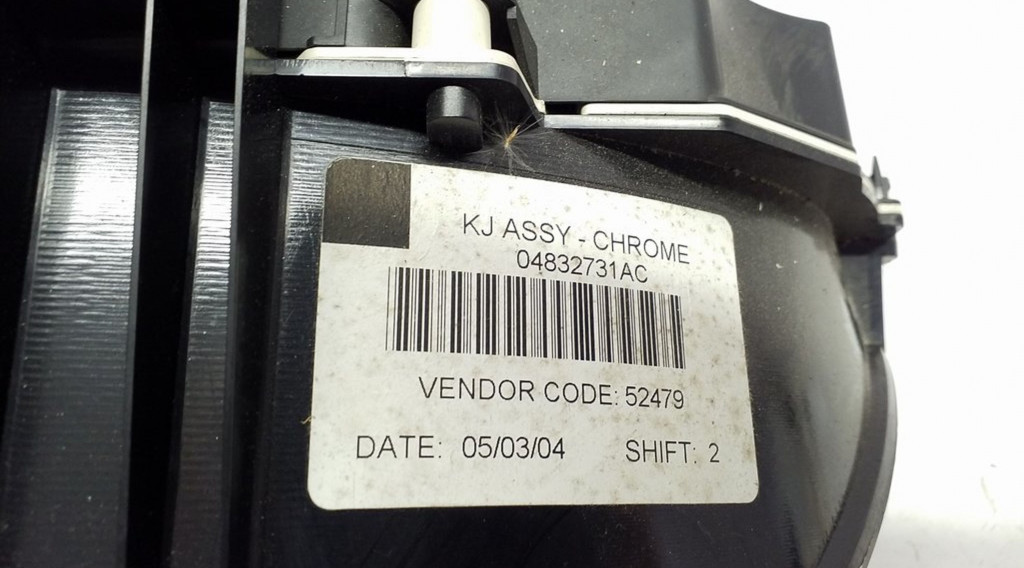 KJ ASSY - CHROME
04832731AC
VENDOR CODE: 52479
DATE: 05/03/04 SHIFT: 2